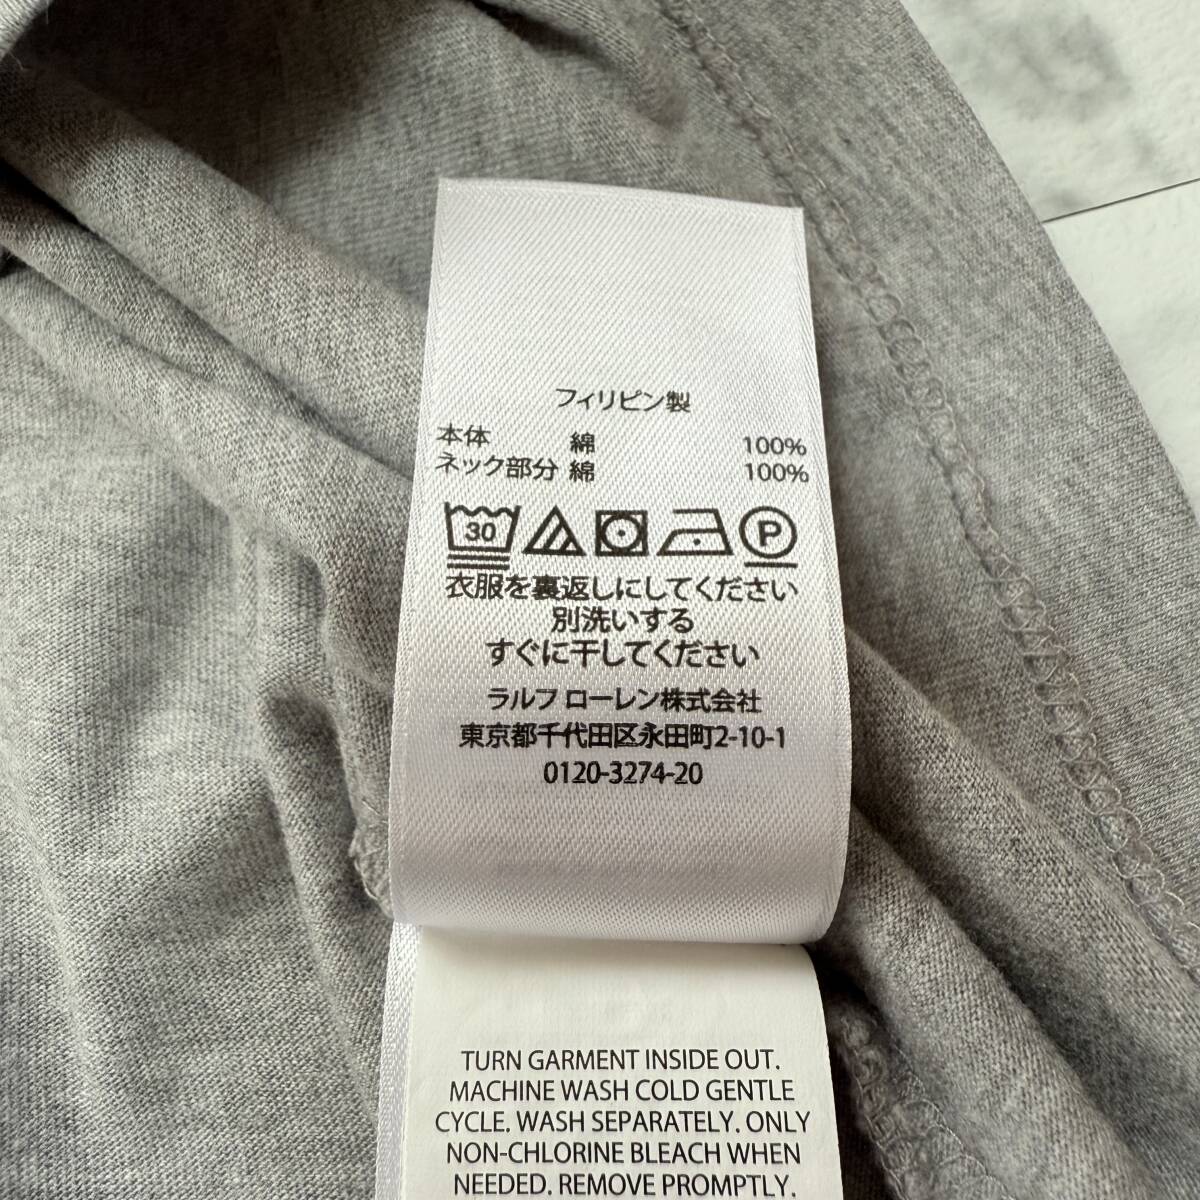 フィリピン製
本体 綿 100%
ネック部分 綿 100%
30 P
衣服を裏返しにしてください
別洗いする
すぐに干してください
ラルフ ローレン株式会社
東京都千代田区永田町2-10-1
0120-3274-20
TURN GARMENT INSIDE OUT.
MACHINE WASH COLD GENTLE
CYCLE. WASH SEPARATELY. ONLY
NON-CHLORINE BLEACH WHEN
NEEDED. REMOVE PROMPTLY.